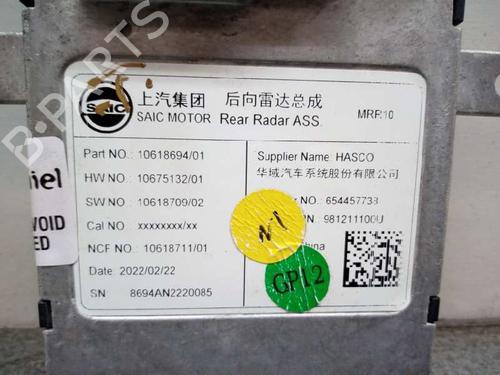 B-PARTS
SAIC
上汽集团 后向雷达总成
SAIC MOTOR Rear Radar ASS.
MRR10
Part NO.: 10618694/01
HW NO.: 10675132/01
SW NO.: 10618709/02
Cal NO.: xxxxxxxx/xx
NCF NO.: 10618711/01
Date: 2022/02/22
SN: 8694AN2220085
Supplier Name: HASCO
华域汽车系统股份有限公司
654457733
981211100U
N1
GP12
VOID
ED